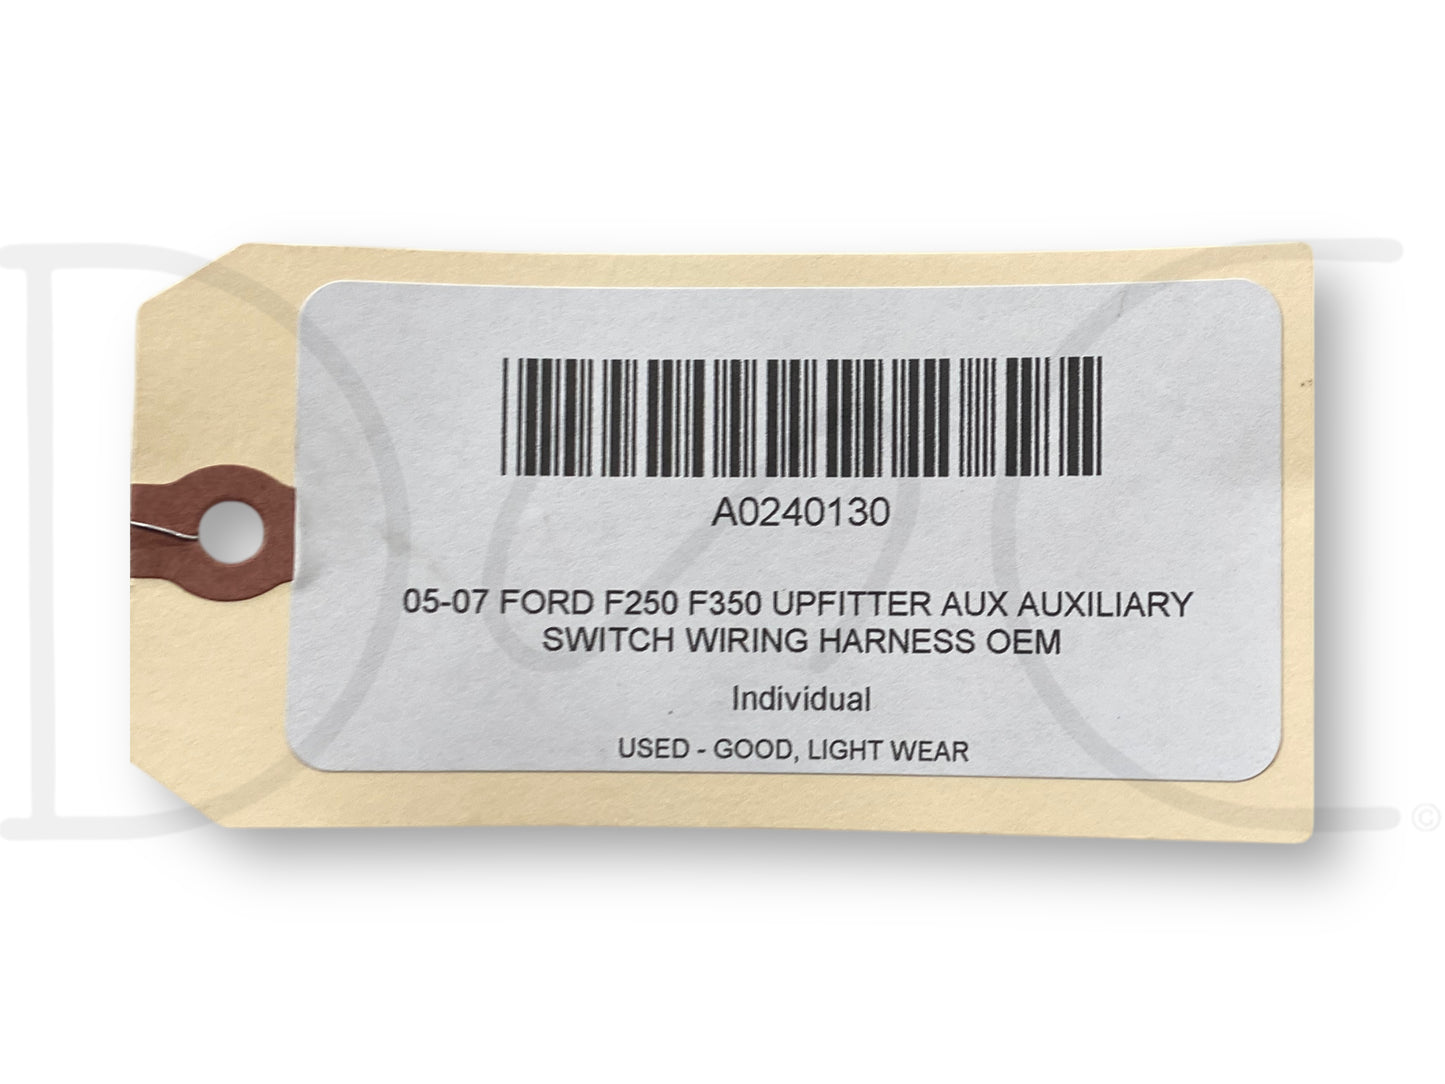 A0240130
05-07 FORD F250 F350 UPFITTER AUX AUXILIARY
SWITCH WIRING HARNESS OEM
Individual
USED - GOOD, LIGHT WEAR
D C ©